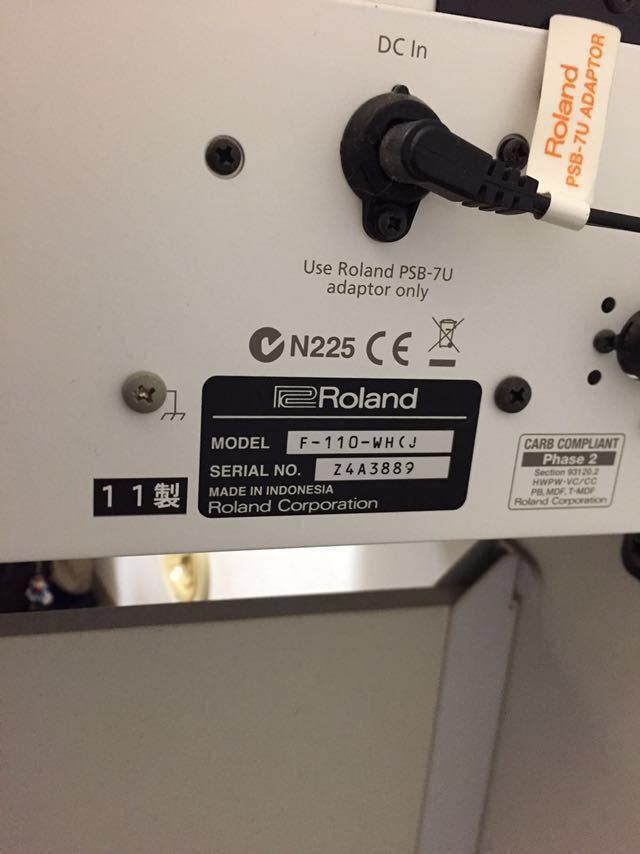 DC In
Roland
PSB-7U ADAPTOR
Use Roland PSB-7U
adaptor only
N225 CE
Roland
MODEL F-110-WH(J
SERIAL NO. Z4A3889
MADE IN INDONESIA
Roland Corporation
11製
CARB COMPLIANT
Phase 2
Section 93120.2
HWPW-VC/CC
PB, MDF, T-MDF
Roland Corporation